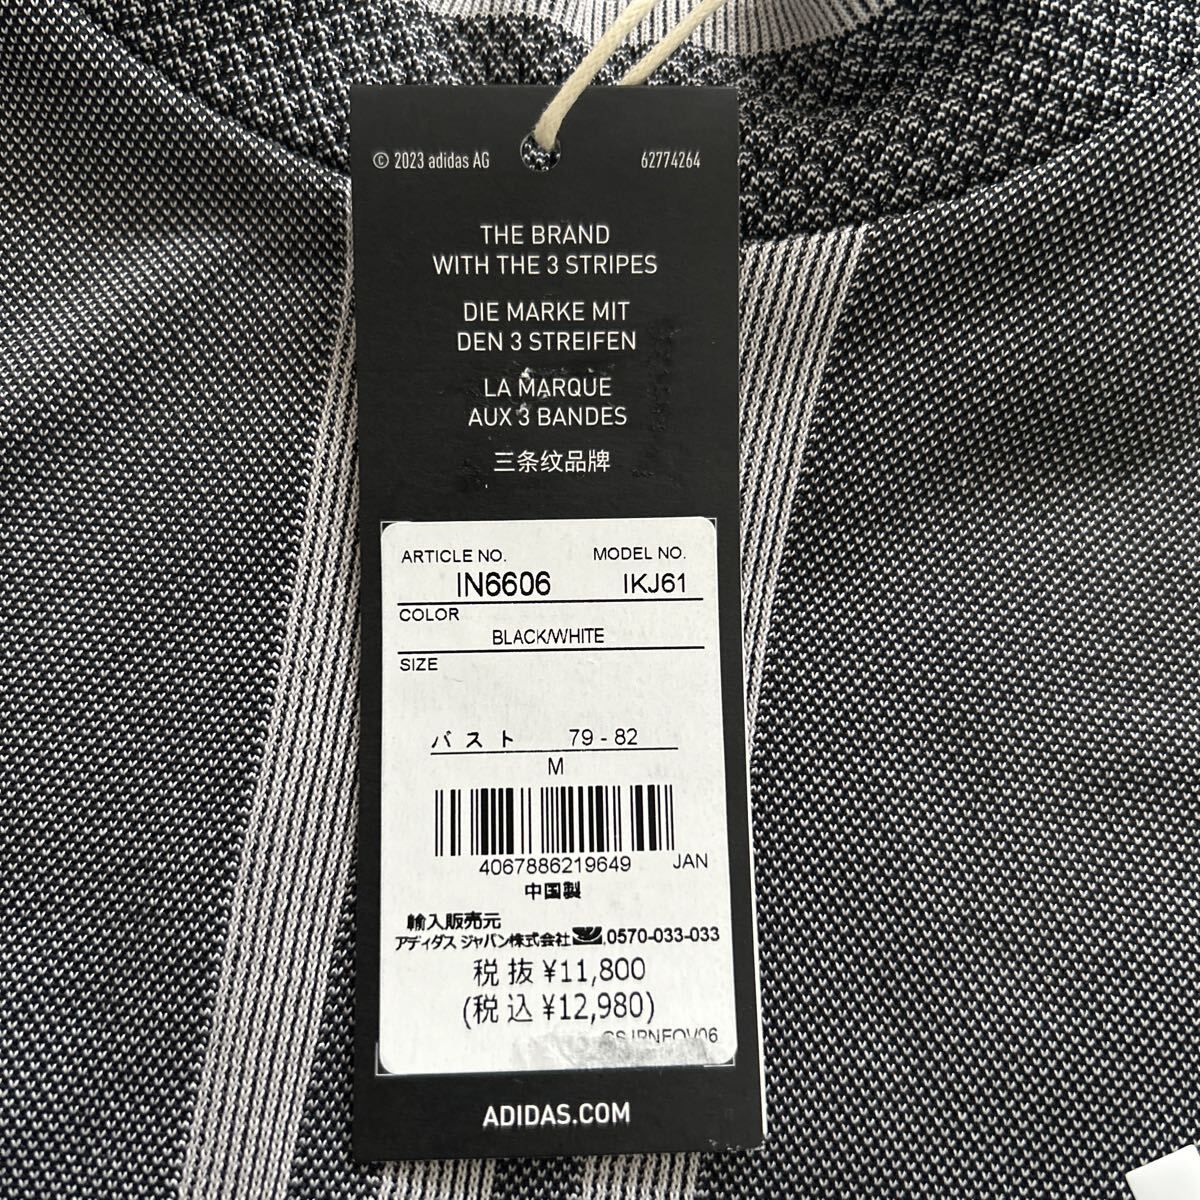 © 2023 adidas AG 62774264
THE BRAND
WITH THE 3 STRIPES
DIE MARKE MIT
DEN 3 STREIFEN
LA MARQUE
AUX 3 BANDES
三条纹品牌
ARTICLE NO. MODEL NO.
IN6606 IKJ61
COLOR
BLACK/WHITE
SIZE
バスト 79 - 82
M
4067886219649 JAN
中国製
輸入販売元
アディダス ジャパン株式会社 0570-033-033
税抜 ¥11,800
(税込 ¥12,980)
ADIDAS.COM